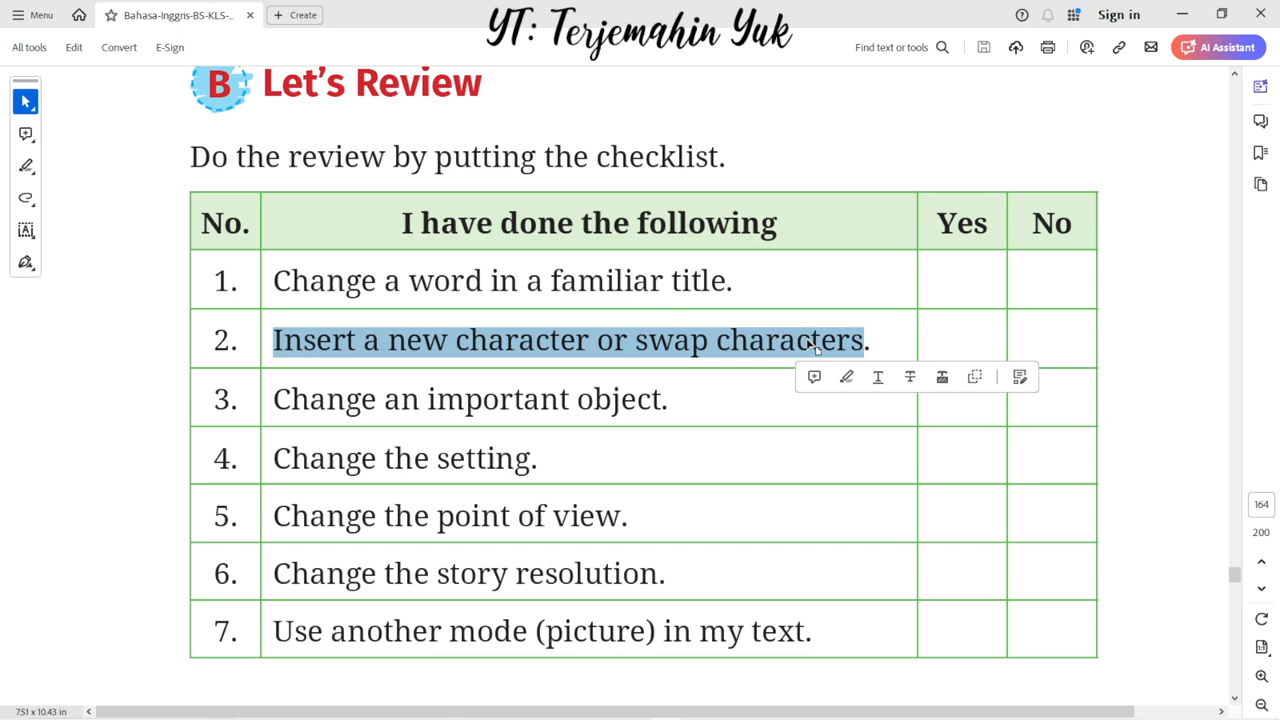 Menu
Bahasa-Inggris-BS-KLS-...
Create
YT: Terjemahin Yuk
Sign in
All tools
Edit
Convert
E-Sign
Find text or tools
AI Assistant
B Let's Review
Do the review by putting the checklist.
No. I have done the following Yes No
1. Change a word in a familiar title.
2. Insert a new character or swap characters.
3. Change an important object.
4. Change the setting.
5. Change the point of view.
6. Change the story resolution.
7. Use another mode (picture) in my text.
164
200
7.51 x 10.43 in